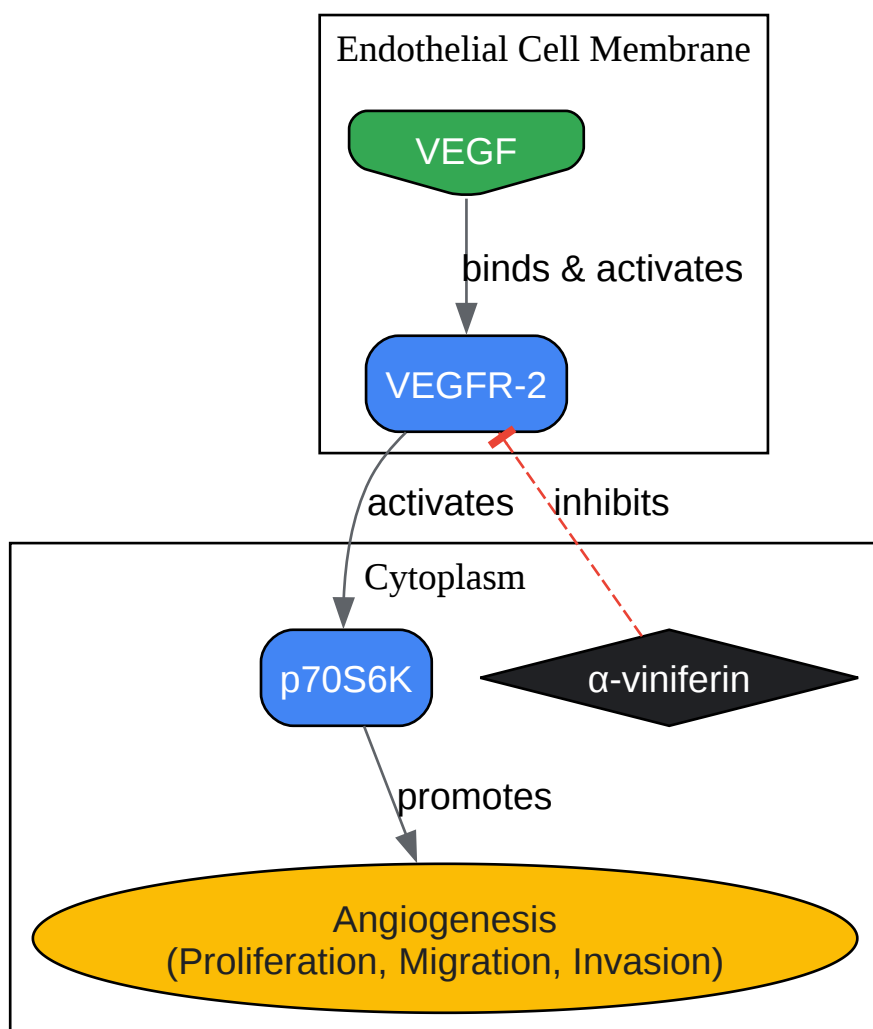 Endothelial Cell Membrane
VEGF
binds & activates
VEGFR-2
activates
inhibits
Cytoplasm
p70S6K
α-viniferin
promotes
Angiogenesis
(Proliferation, Migration, Invasion)